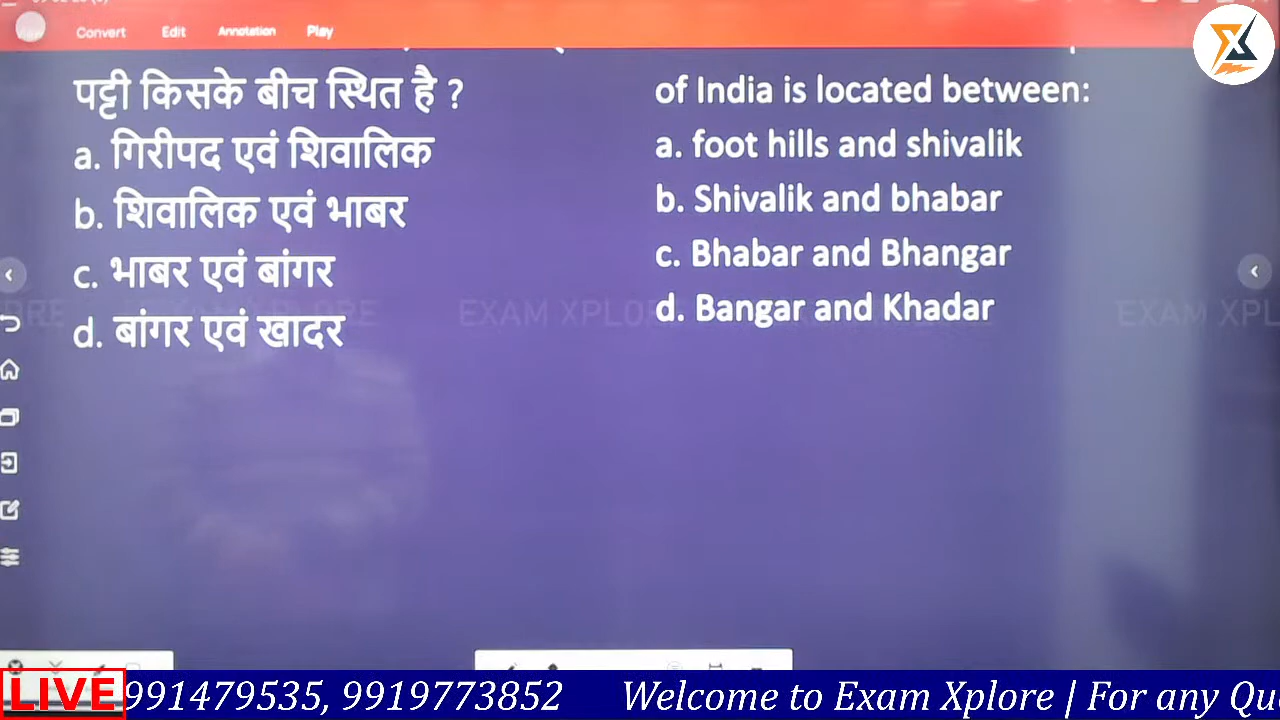 Convert Edit Annotation Play
पट्टी किसके बीच स्थित है ?
a. गिरीपद एवं शिवालिक
b. शिवालिक एवं भाबर
c. भाबर एवं बांगर
d. बांगर एवं खादर
of India is located between:
a. foot hills and shivalik
b. Shivalik and bhabar
c. Bhabar and Bhangar
d. Bangar and Khadar
EXAM XPLORE
LIVE 991479535, 9919773852 Welcome to Exam Xplore | For any Qu